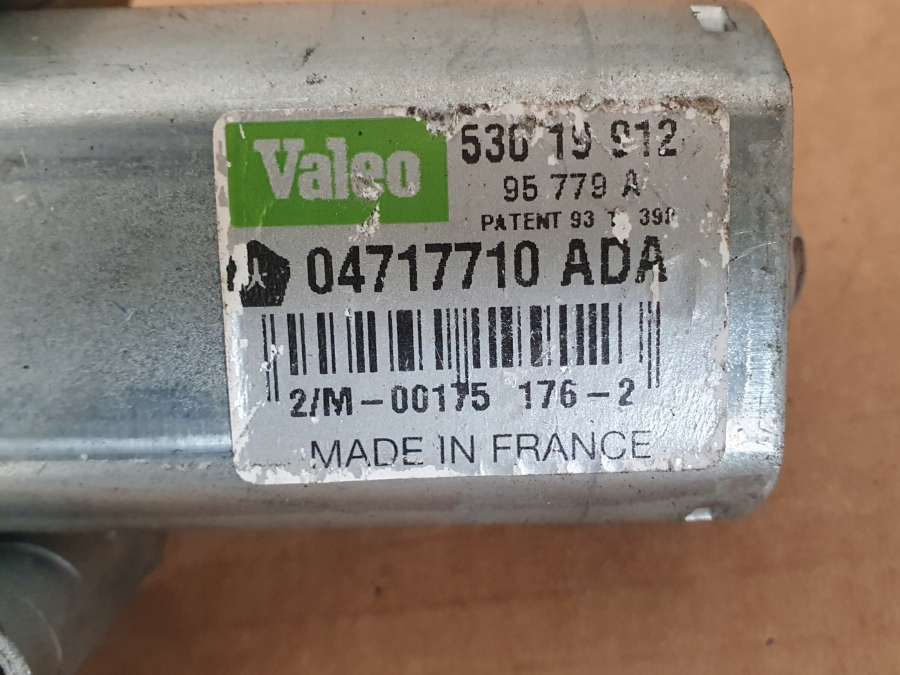 Valeo
530 19 912
95 779 A
PATENT 93
04717710 ADA
2/M-00175 176-2
MADE IN FRANCE